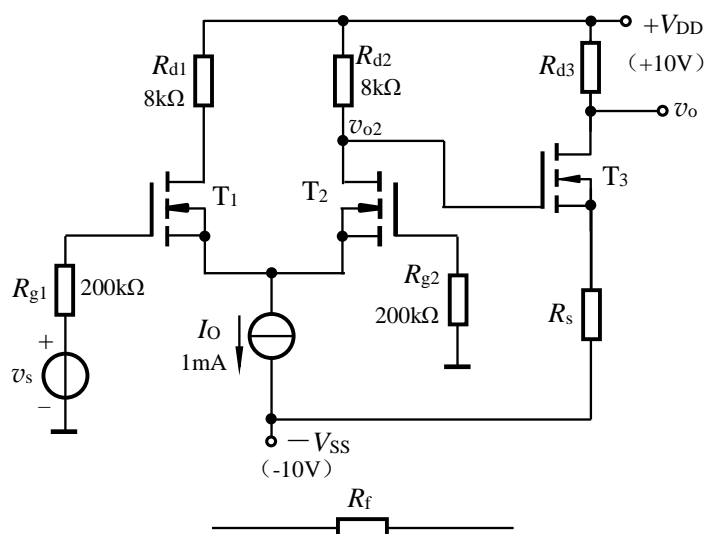 +VDD
(+10V)
Rd1
8kΩ
Rd2
8kΩ
Rd3
vo2
vo
T1
T2
T3
Rg1
200kΩ
Rg2
200kΩ
Rs
IO
1mA
+
vs
−
−VSS
(-10V)
Rf